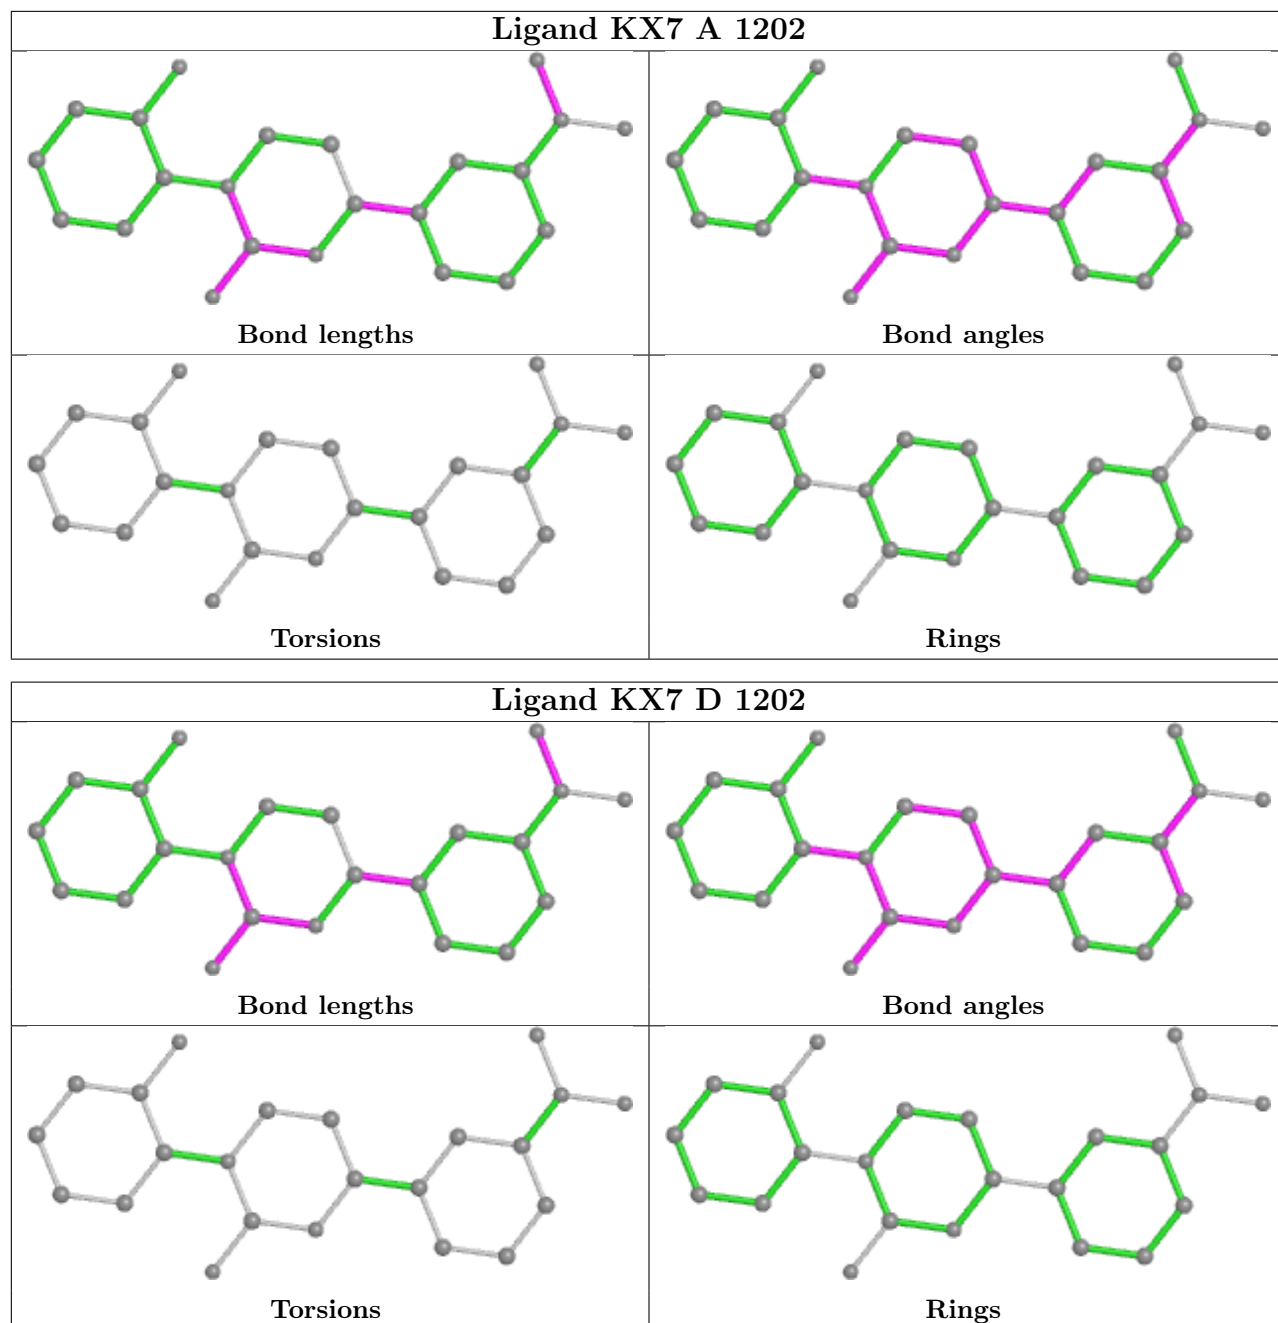 Ligand KX7 A 1202
Bond lengths
Bond angles
Torsions
Rings
Ligand KX7 D 1202
Bond lengths
Bond angles
Torsions
Rings